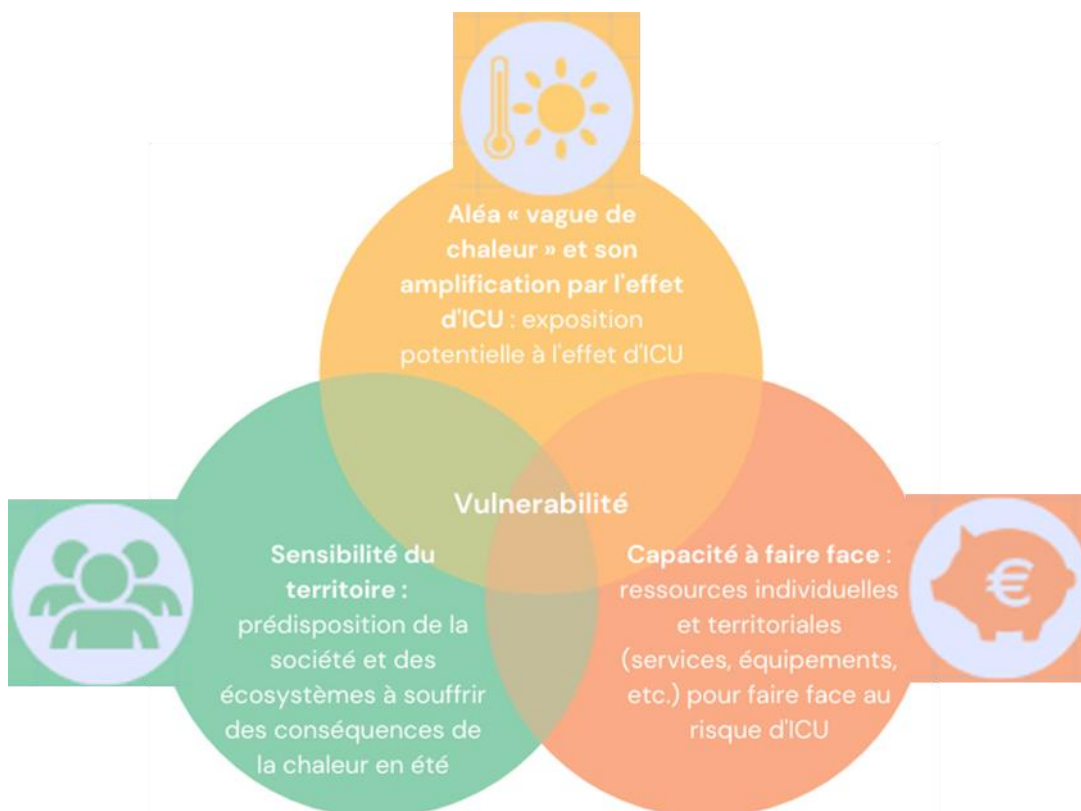 Aléa « vague de
chaleur » et son
amplification par l'effet
d'ICU : exposition
potentielle à l'effet d'ICU
Vulnerabilité
Sensibilité du
territoire :
prédisposition de la
société et des
écosystèmes à souffrir
des conséquences de
la chaleur en été
Capacité à faire face :
ressources individuelles
et territoriales
(services, équipements,
etc.) pour faire face au
risque d'ICU
€